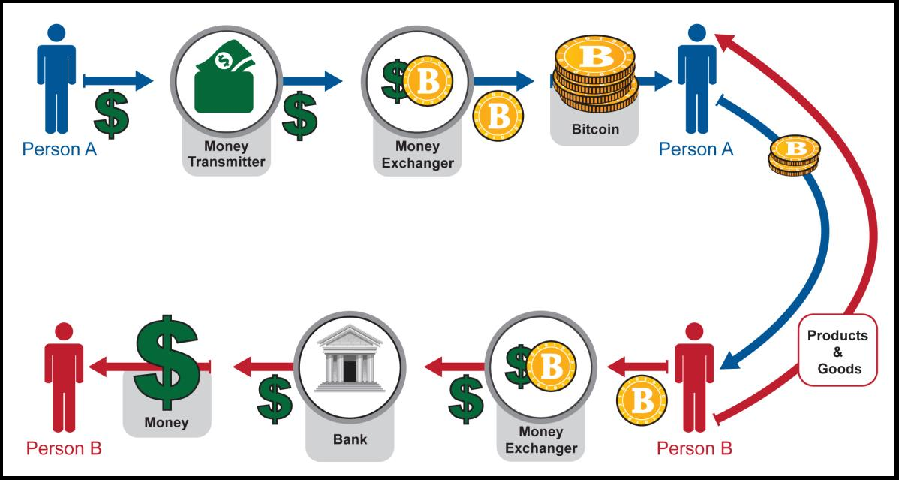 Person A
Money
Transmitter
Money
Exchanger
Bitcoin
Person A
Products
&
Goods
Person B
Money
Bank
Money
Exchanger
Person B